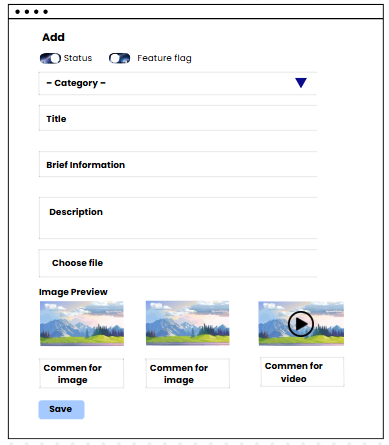 Add
Status
Feature flag
– Category –
Title
Brief Information
Description
Choose file
Image Preview
Commen for
image
Commen for
image
Commen for
video
Save